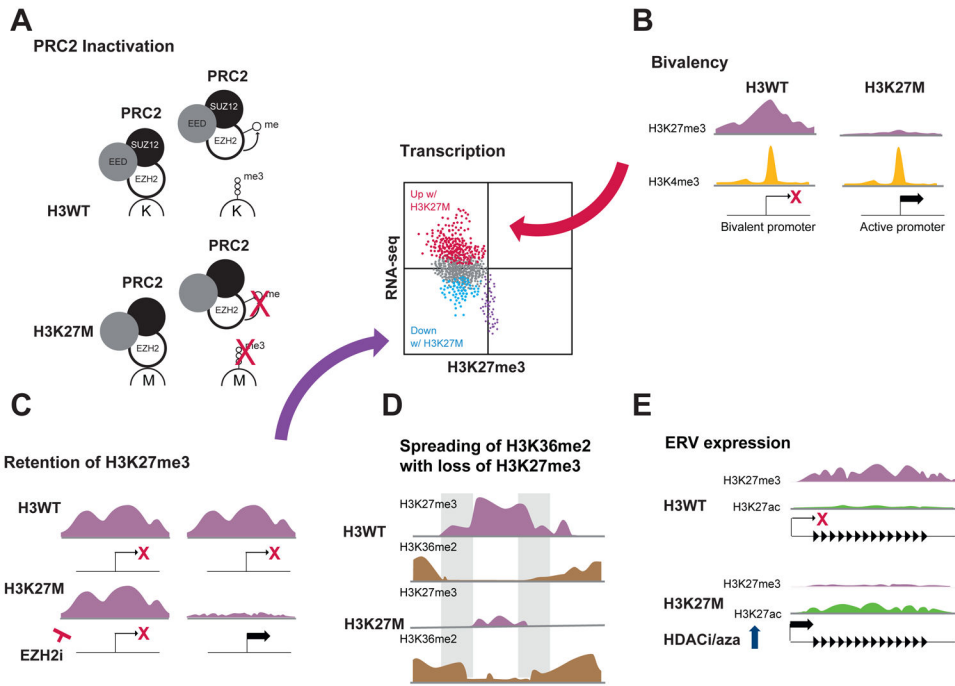 A
PRC2 Inactivation
PRC2
SUZ12
EED
EZH2
me
PRC2
SUZ12
EED
EZH2
me3
H3WT
K
K
PRC2
EZH2
me
PRC2
H3K27M
EZH2
me3
M
M
Transcription
Up w/
H3K27M
RNA-seq
Down
w/ H3K27M
H3K27me3
B
Bivalency
H3WT
H3K27M
H3K27me3
H3K4me3
X
Bivalent promoter
Active promoter
C
Retention of H3K27me3
H3WT
X
X
H3K27M
X
EZH2i
D
Spreading of H3K36me2
with loss of H3K27me3
H3K27me3
H3WT
H3K36me2
H3K27me3
H3K27M
H3K36me2
E
ERV expression
H3K27me3
H3WT
H3K27ac
X
H3K27me3
H3K27M
H3K27ac
HDACi/aza